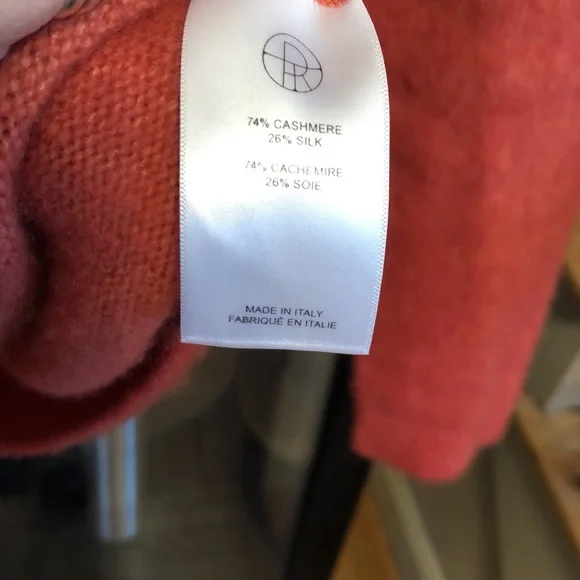 74% CASHMERE
26% SILK
74% CACHEMIRE
26% SOIE
MADE IN ITALY
FABRIQUÉ EN ITALIE